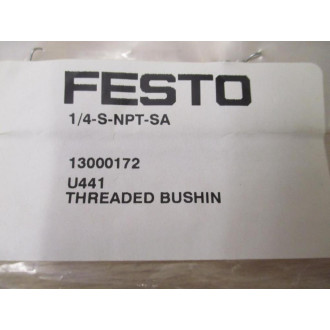 FESTO
1/4-S-NPT-SA
13000172
U441
THREADED BUSHIN